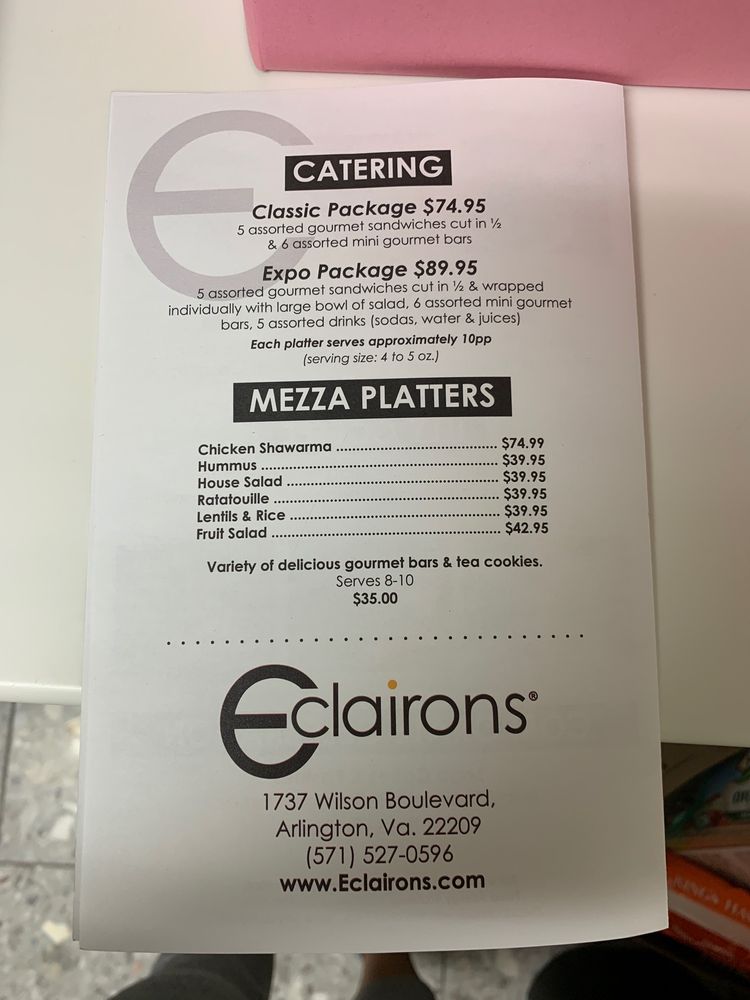 CATERING
Classic Package $74.95
5 assorted gourmet sandwiches cut in ½
& 6 assorted mini gourmet bars
Expo Package $89.95
5 assorted gourmet sandwiches cut in ½ & wrapped
individually with large bowl of salad, 6 assorted mini gourmet
bars, 5 assorted drinks (sodas, water & juices)
Each platter serves approximately 10pp
(serving size: 4 to 5 oz.)
MEZZA PLATTERS
Chicken Shawarma ........................................ $74.99
Hummus ........................................................... $39.95
House Salad ..................................................... $39.95
Ratatouille ........................................................ $39.95
Lentils & Rice .................................................... $39.95
Fruit Salad ......................................................... $42.95
Variety of delicious gourmet bars & tea cookies.
Serves 8-10
$35.00
Eclairons®
1737 Wilson Boulevard,
Arlington, Va. 22209
(571) 527-0596
www.Eclairons.com